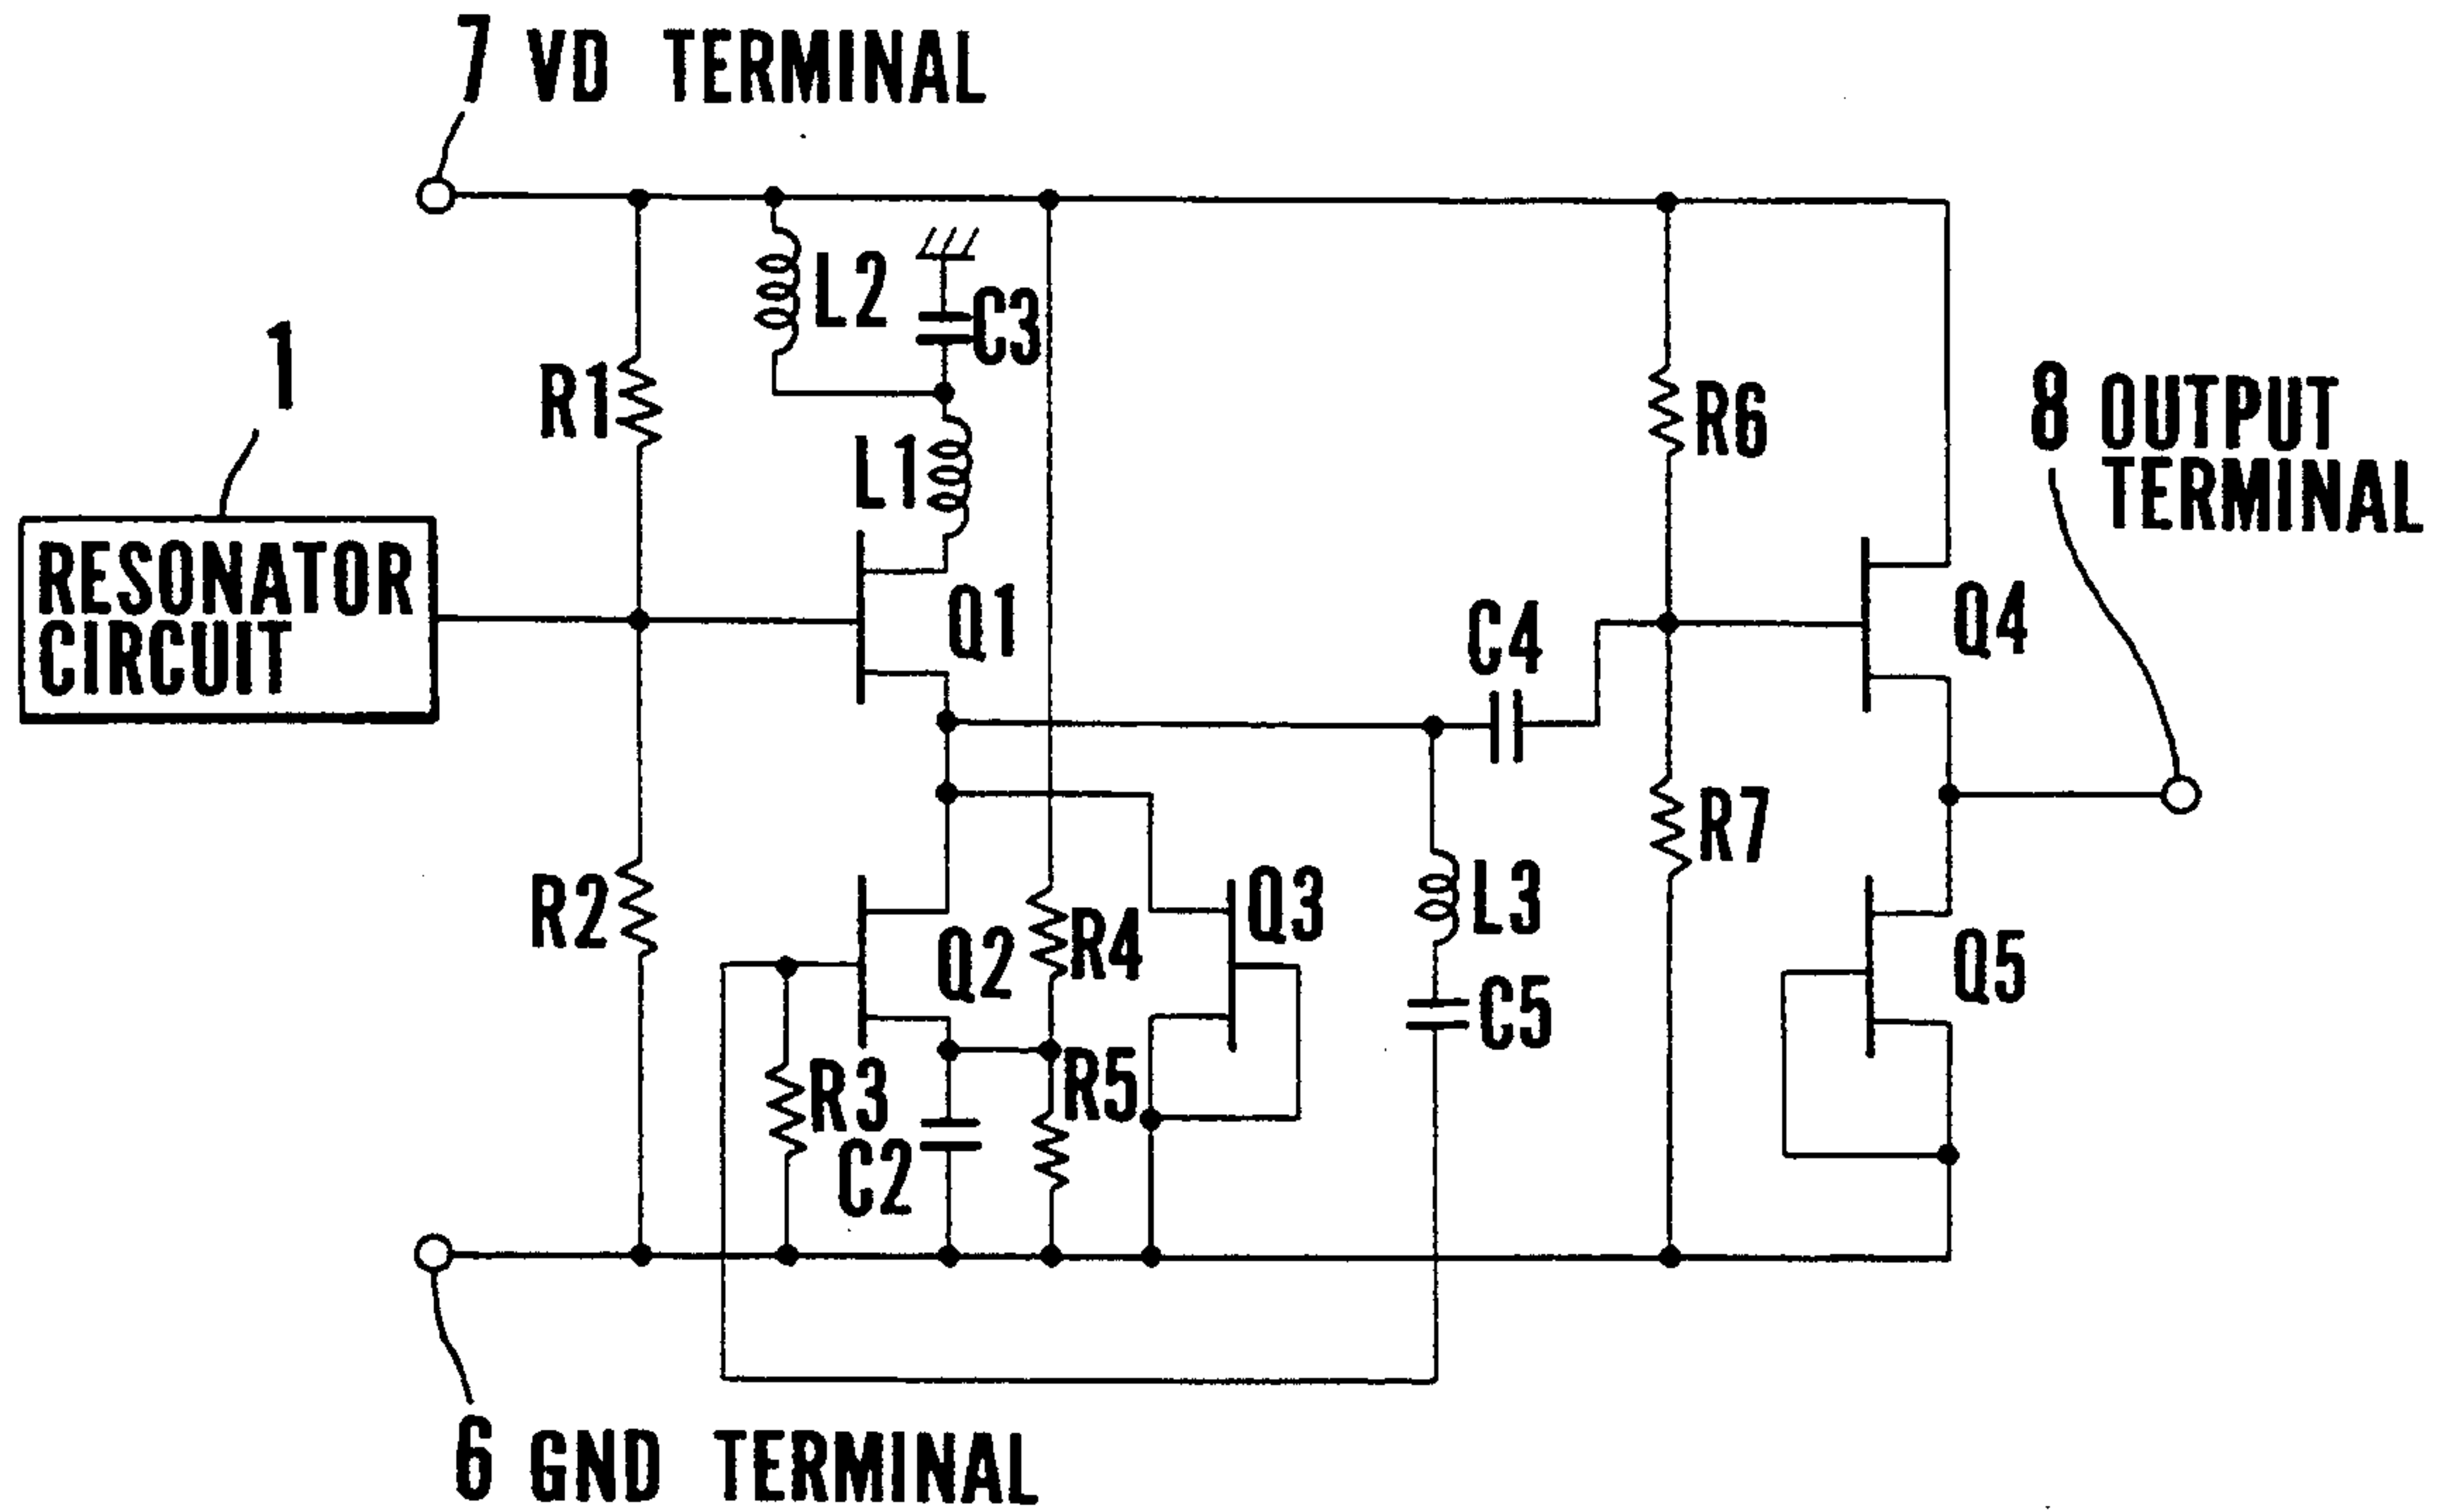 7 VD TERMINAL
L2
C3
1
R1
R6
8 OUTPUT
TERMINAL
L1
RESONATOR
CIRCUIT
Q1
C4
Q4
R7
R2
Q2
R4
Q3
L3
Q5
C5
R3
R5
C2
6 GND TERMINAL